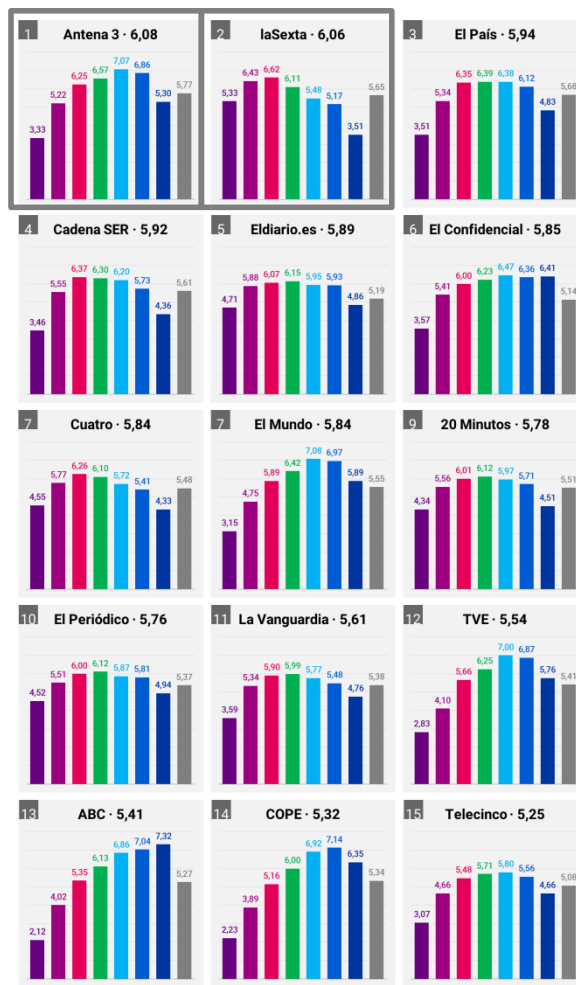 1 Antena 3 · 6,08
3,33 5,22 6,25 6,57 7,07 6,86 5,30 5,77
2 laSexta · 6,06
5,33 6,43 6,62 6,11 5,48 5,17 3,51 5,65
3 El País · 5,94
3,51 5,34 6,35 6,39 6,38 6,12 4,83 5,68
4 Cadena SER · 5,92
3,46 5,55 6,37 6,30 6,20 5,73 4,36 5,61
5 Eldiario.es · 5,89
4,71 5,88 6,07 6,15 5,95 5,93 4,86 5,19
6 El Confidencial · 5,85
3,57 5,41 6,00 6,23 6,47 6,36 6,41 5,14
7 Cuatro · 5,84
4,55 5,77 6,26 6,10 5,72 5,41 4,33 5,48
7 El Mundo · 5,84
3,15 4,75 5,89 6,42 7,08 6,97 5,89 5,55
9 20 Minutos · 5,78
4,34 5,56 6,01 6,12 5,97 5,71 4,51 5,51
10 El Periódico · 5,76
4,52 5,51 6,00 6,12 5,87 5,81 4,94 5,37
11 La Vanguardia · 5,61
3,59 5,34 5,90 5,99 5,77 5,48 4,76 5,38
12 TVE · 5,54
2,83 4,10 5,66 6,25 7,00 6,87 5,76 5,41
13 ABC · 5,41
2,12 4,02 5,35 6,13 6,86 7,04 7,32 5,27
14 COPE · 5,32
2,23 3,89 5,16 6,00 6,92 7,14 6,35 5,34
15 Telecinco · 5,25
3,07 4,66 5,48 5,71 5,80 5,56 4,66 5,08